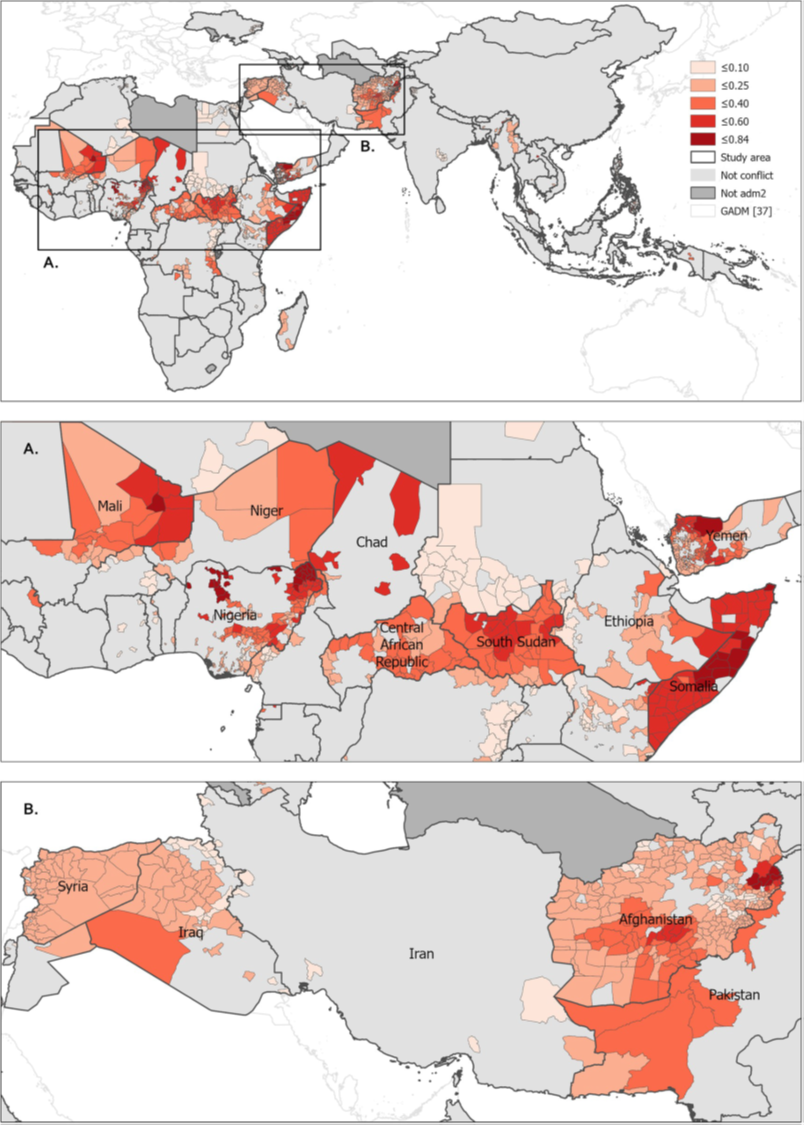 ≤0.10
≤0.25
≤0.40
≤0.60
≤0.84
Study area
Not conflict
Not adm2
GADM [37]
B.
A.
A.
Mali
Niger
Chad
Yemen
Nigeria
Central
African
Republic
South Sudan
Ethiopia
Somalia
B.
Syria
Iraq
Iran
Afghanistan
Pakistan